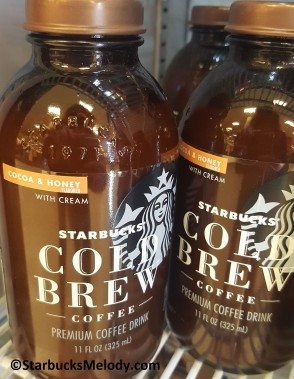 COCOA & HONEY
WITH CREAM
STARBUCKS
COLD
BREW
COFFEE
PREMIUM COFFEE DRINK
11 FL OZ (325 mL)
COCOA & HONEY
WITH CREAM
STARBUCKS
COLD
BREW
COFFEE
PREMIUM COFFEE DRINK
11 FL OZ (325 mL)
©StarbucksMelody.com